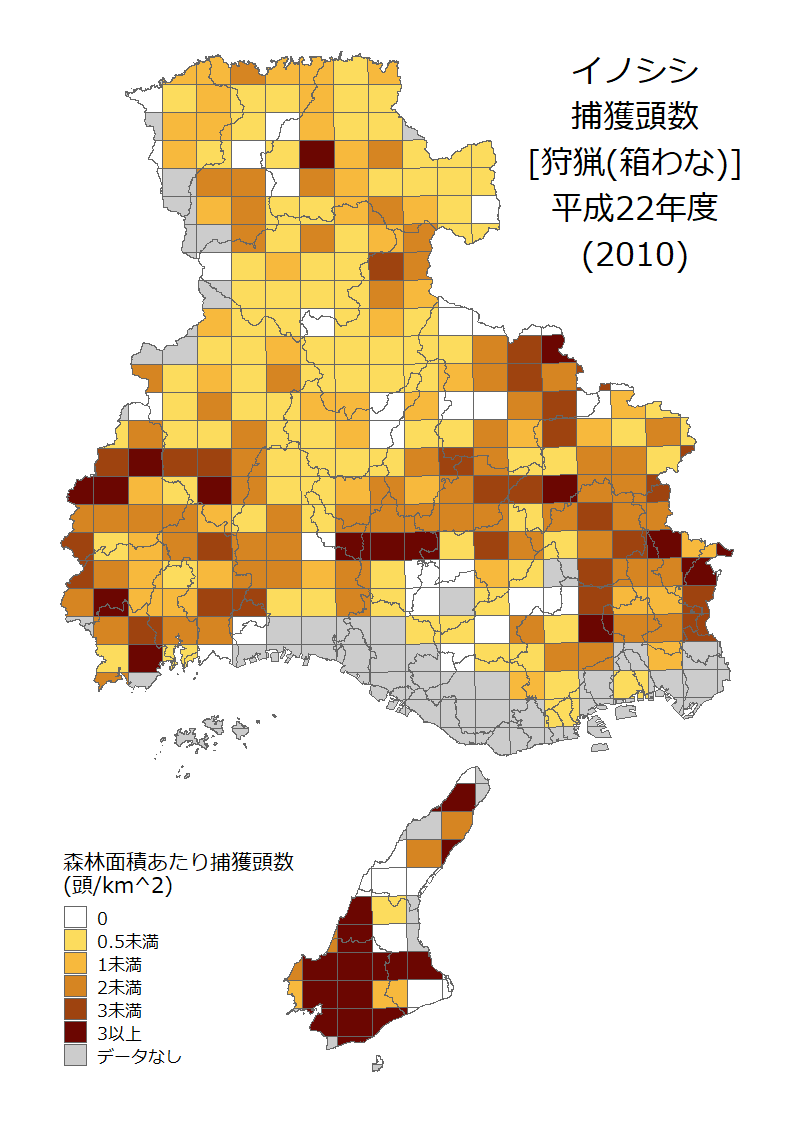 イノシシ
捕獲頭数
[狩猟(箱わな)]
平成22年度
(2010)
森林面積あたり捕獲頭数
(頭/km^2)
0
0.5未満
1未満
2未満
3未満
3以上
データなし